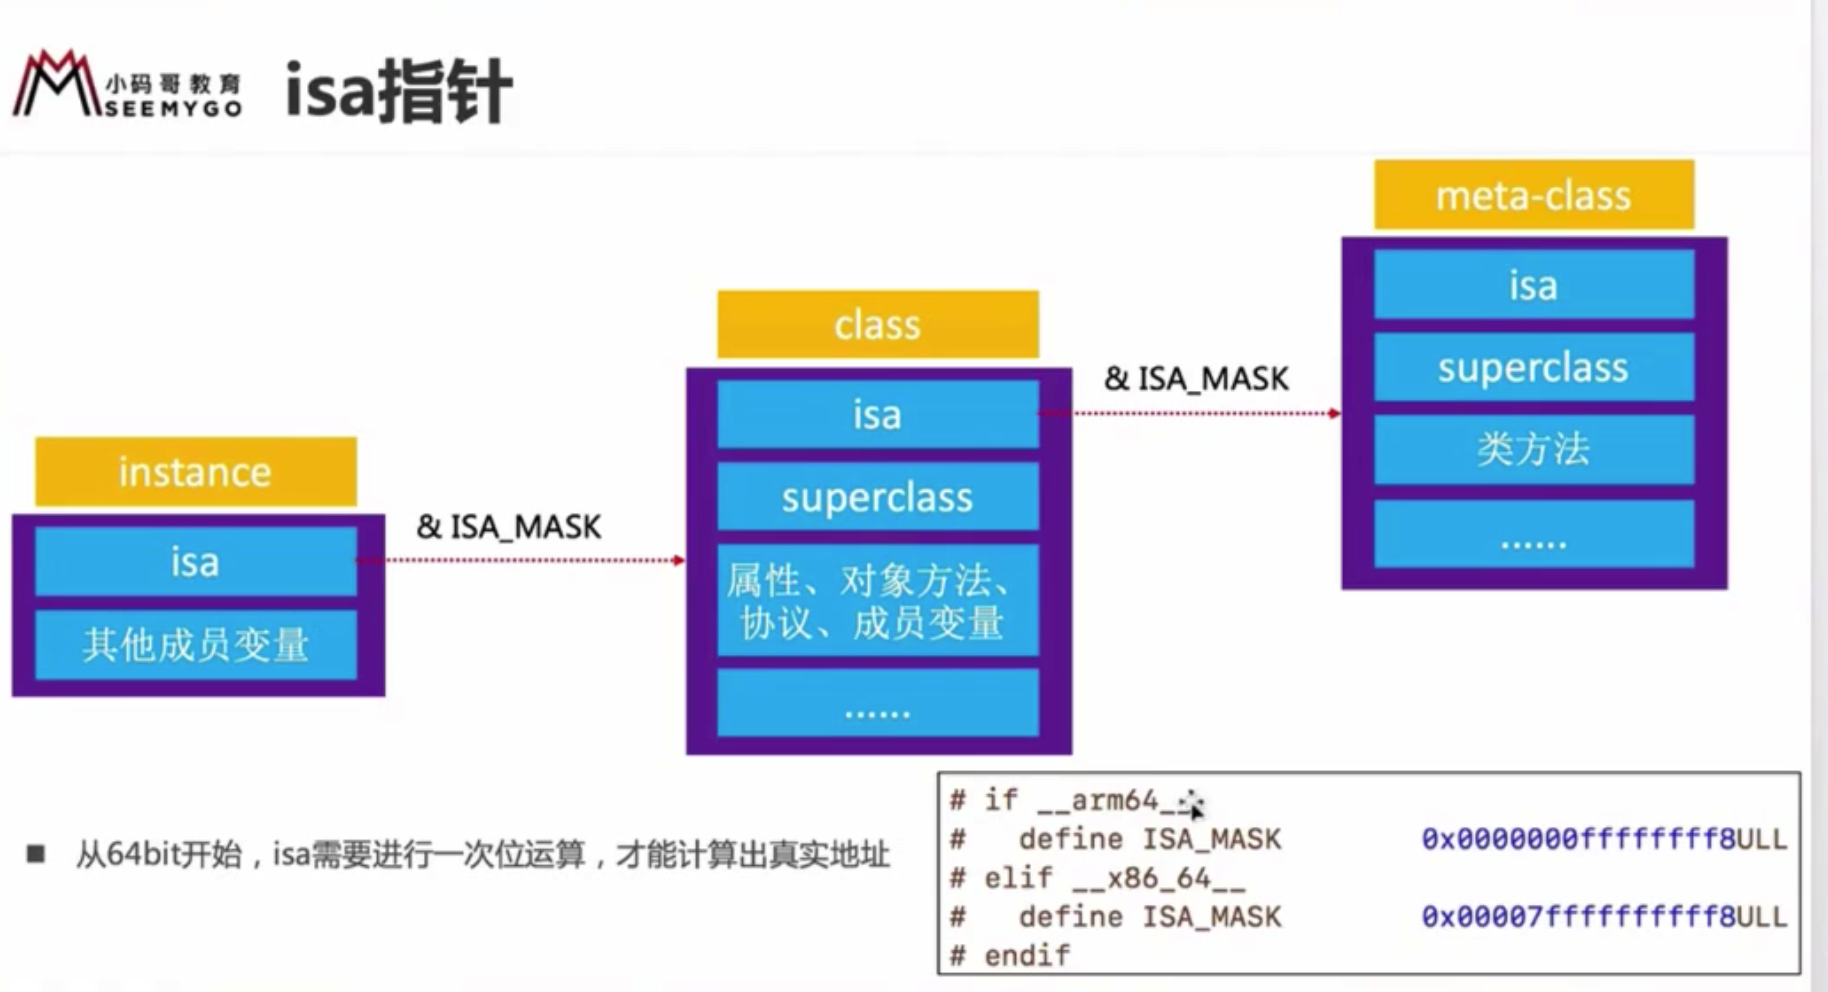 小码哥教育
SEEMYGO
isa指针
instance
isa
其他成员变量
& ISA_MASK
class
isa
superclass
属性、对象方法、
协议、成员变量
......
& ISA_MASK
meta-class
isa
superclass
类方法
......
■ 从64bit开始，isa需要进行一次位运算，才能计算出真实地址
# if __arm64__
#   define ISA_MASK        0x0000000ffffffff8ULL
# elif __x86_64__
#   define ISA_MASK        0x00007ffffffffff8ULL
# endif